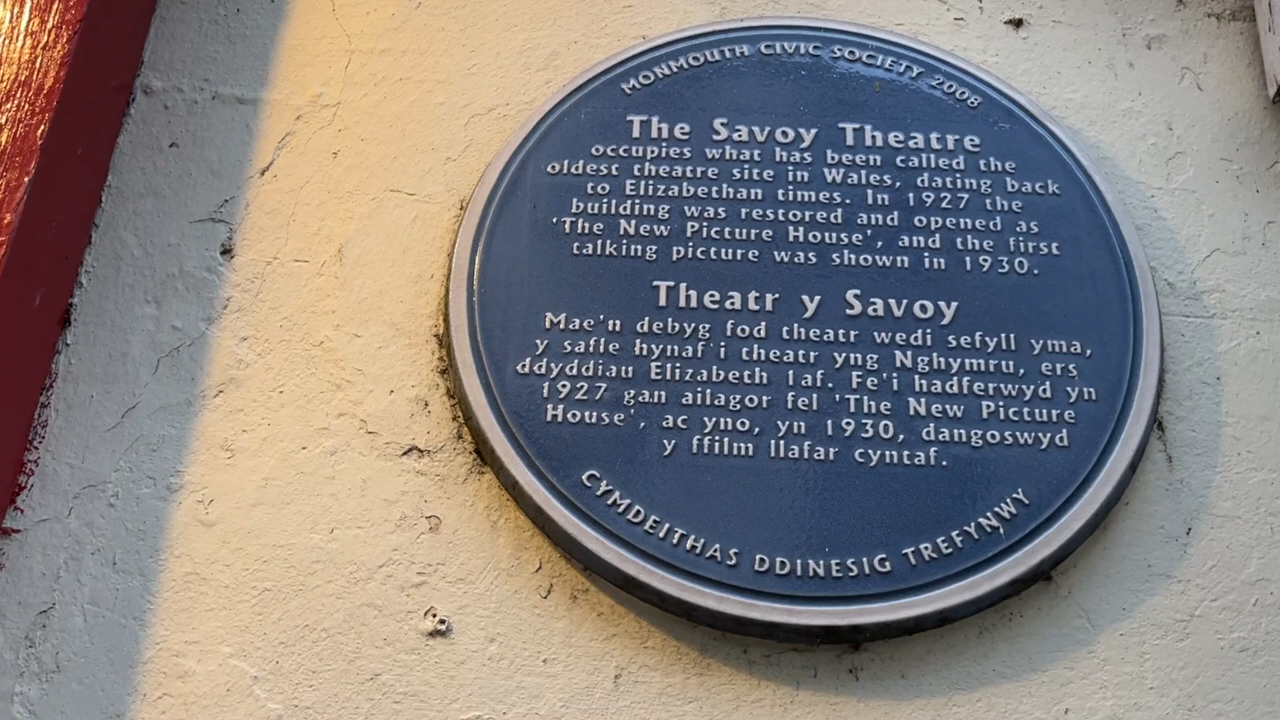 MONMOUTH CIVIC SOCIETY 2008
The Savoy Theatre
occupies what has been called the
oldest theatre site in Wales, dating back
to Elizabethan times. In 1927 the
building was restored and opened as
'The New Picture House', and the first
talking picture was shown in 1930.
Theatr y Savoy
Mae'n debyg fod theatr wedi sefyll yma,
y safle hynaf i theatr yng Nghymru, ers
ddyddiau Elizabeth 1af. Fe'i hadferwyd yn
1927 gan ailagor fel 'The New Picture
House', ac yno, yn 1930, dangoswyd
y ffilm llafar cyntaf.
CYMDEITHAS DDINESIG TREFYNWY